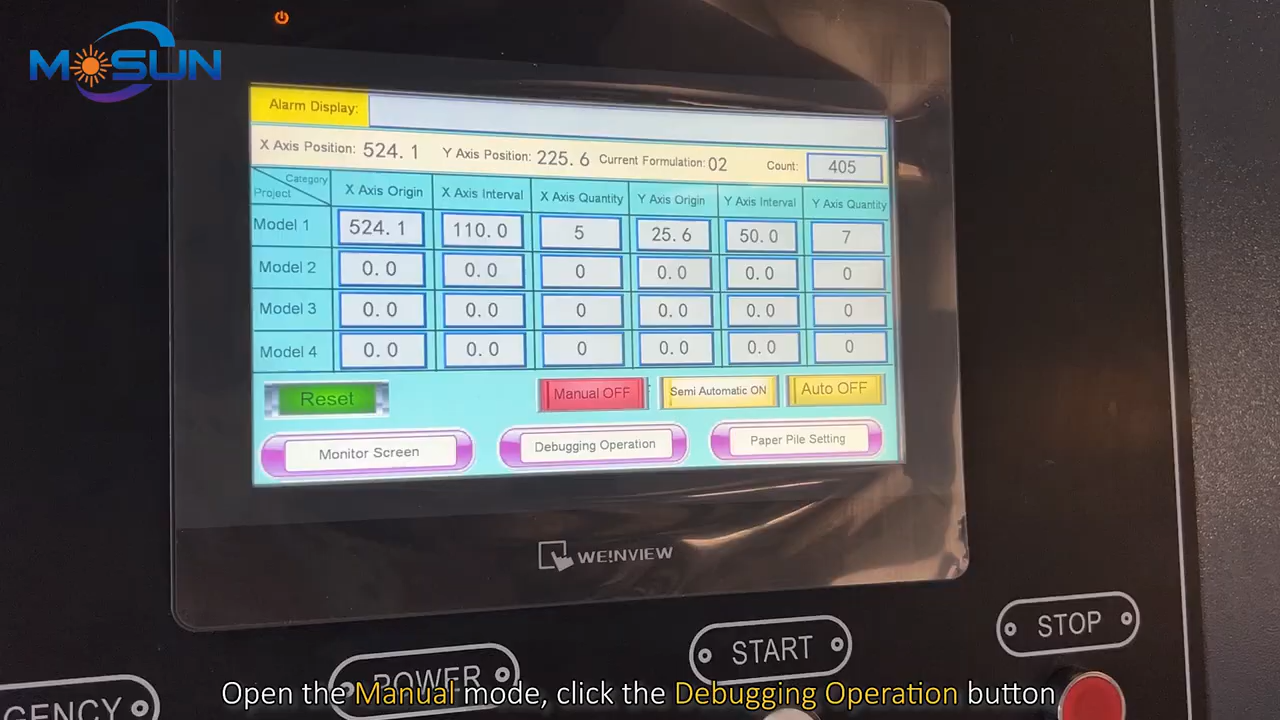 MOSUN
Alarm Display:
X Axis Position: 524.1 Y Axis Position: 225.6 Current Formulation: 02 Count: 405
Category
Project
X Axis Origin X Axis Interval X Axis Quantity Y Axis Origin Y Axis Interval Y Axis Quantity
Model 1 524.1 110.0 5 25.6 50.0 7
Model 2 0.0 0.0 0 0.0 0.0 0
Model 3 0.0 0.0 0 0.0 0.0 0
Model 4 0.0 0.0 0 0.0 0.0 0
Reset Manual OFF Semi Automatic ON Auto OFF
Monitor Screen Debugging Operation Paper Pile Setting
WE!NVIEW
GENCY POWER START STOP
Open the Manual mode, click the Debugging Operation button